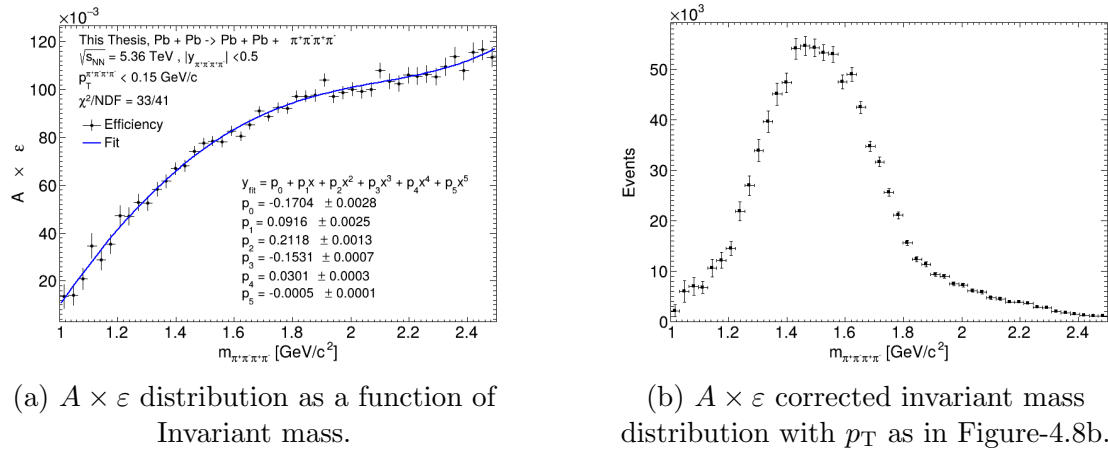 ×10⁻³
This Thesis, Pb + Pb -> Pb + Pb + π⁺π⁻π⁺π⁻
√s_NN = 5.36 TeV , |y_π⁺π⁻π⁺π⁻| <0.5
p_T^π⁺π⁻π⁺π⁻ < 0.15 GeV/c
χ²/NDF = 33/41
Efficiency
Fit
y_fit = p₀ + p₁x + p₂x² + p₃x³ + p₄x⁴ + p₅x⁵
p₀ = -0.1704 ± 0.0028
p₁ = 0.0916 ± 0.0025
p₂ = 0.2118 ± 0.0013
p₃ = -0.1531 ± 0.0007
p₄ = 0.0301 ± 0.0003
p₅ = -0.0005 ± 0.0001
A × ε
120
100
80
60
40
20
1 1.2 1.4 1.6 1.8 2 2.2 2.4
m_π⁺π⁻π⁺π⁻ [GeV/c²]
(a) A × ε distribution as a function of
Invariant mass.
×10³
Events
50
40
30
20
10
0
1 1.2 1.4 1.6 1.8 2 2.2 2.4
m_π⁺π⁻π⁺π⁻ [GeV/c²]
(b) A × ε corrected invariant mass
distribution with p_T as in Figure-4.8b.